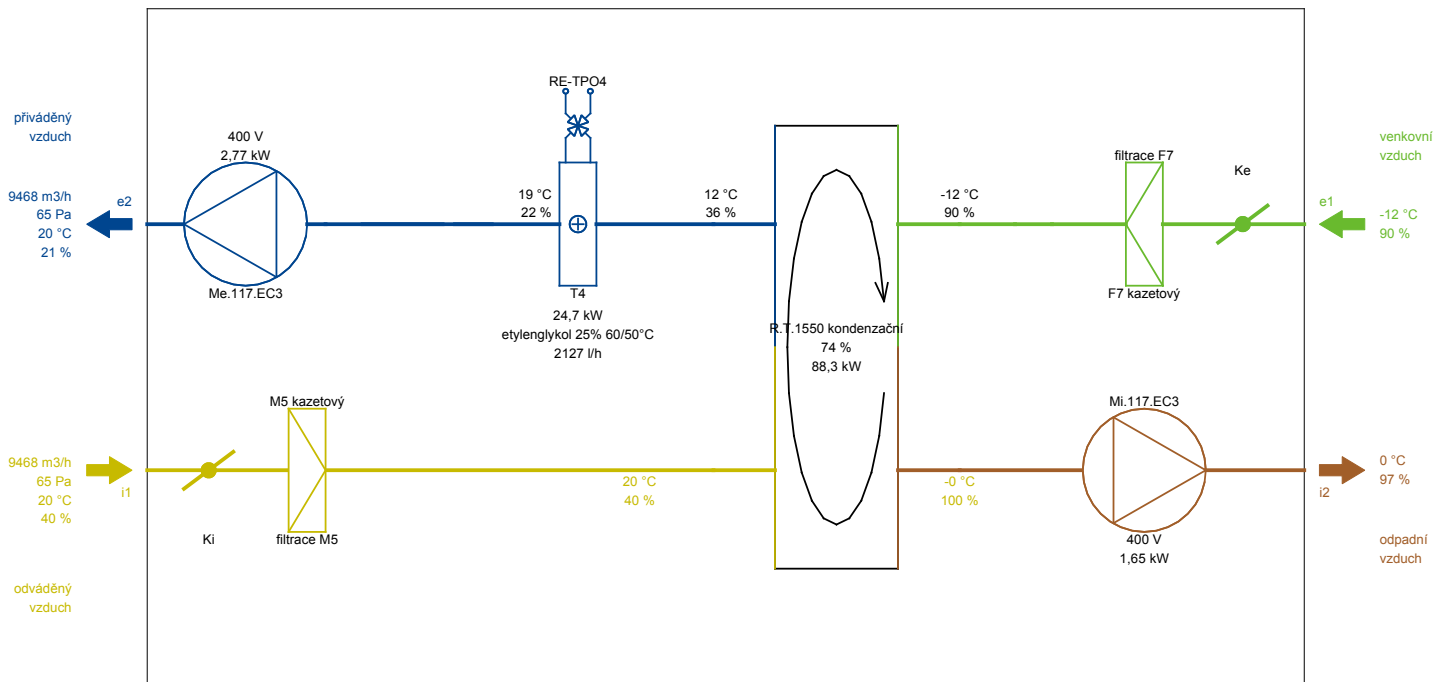 RE-TPO4
přiváděný
vzduch
400 V
2,77 kW
9468 m3/h
65 Pa
20 °C
21 %
e2
Me.117.EC3
19 °C
22 %
T4
24,7 kW
etylenglykol 25% 60/50°C
2127 l/h
12 °C
36 %
-12 °C
90 %
filtrace F7
F7 kazetový
Ke
venkovní
vzduch
e1
-12 °C
90 %
R.T.1550 kondenzační
74 %
88,3 kW
9468 m3/h
65 Pa
20 °C
40 %
i1
Ki
M5 kazetový
filtrace M5
20 °C
40 %
-0 °C
100 %
Mi.117.EC3
400 V
1,65 kW
0 °C
97 %
i2
odpadní
vzduch
odváděný
vzduch